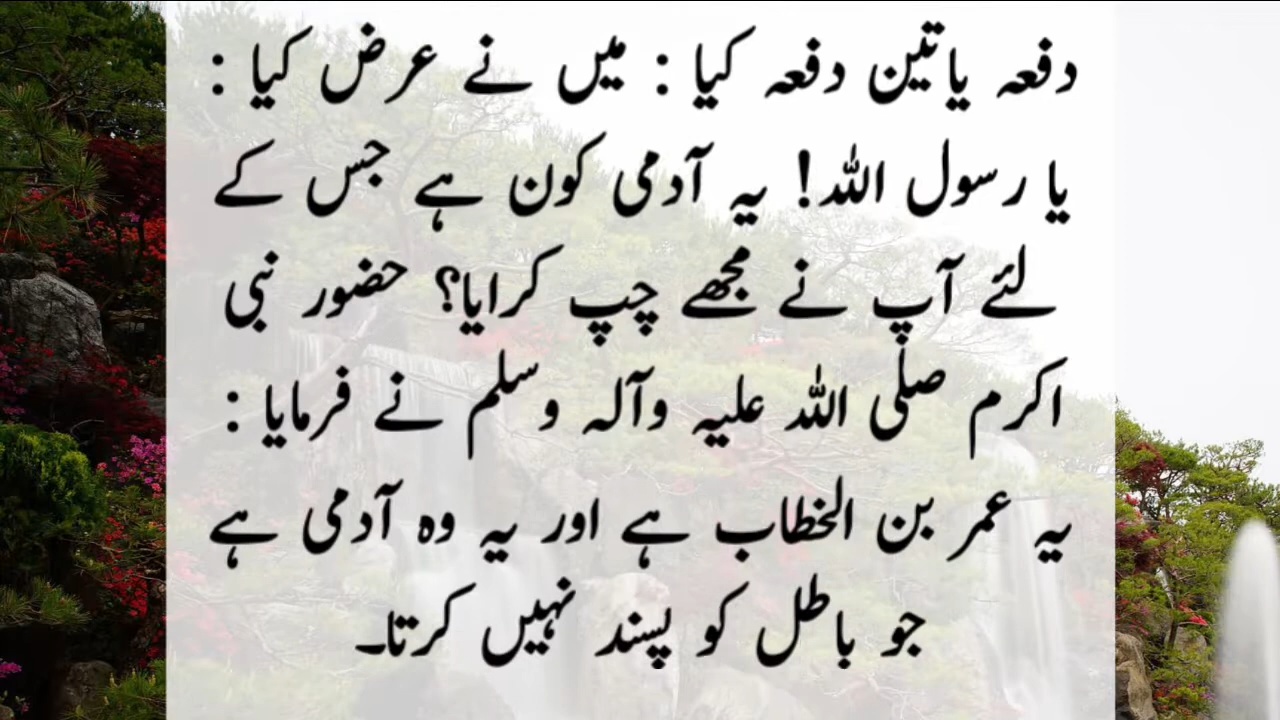 دفعہ یا تین دفعہ کیا : میں نے عرض کیا :
یا رسول اللہ! یہ آدمی کون ہے جس کے
لئے آپ نے مجھے چپ کرایا؟ حضور نبی
اکرم صلی اللہ علیہ وآلہ وسلم نے فرمایا :
یہ عمر بن الخطاب ہے اور یہ وہ آدمی ہے
جو باطل کو پسند نہیں کرتا۔